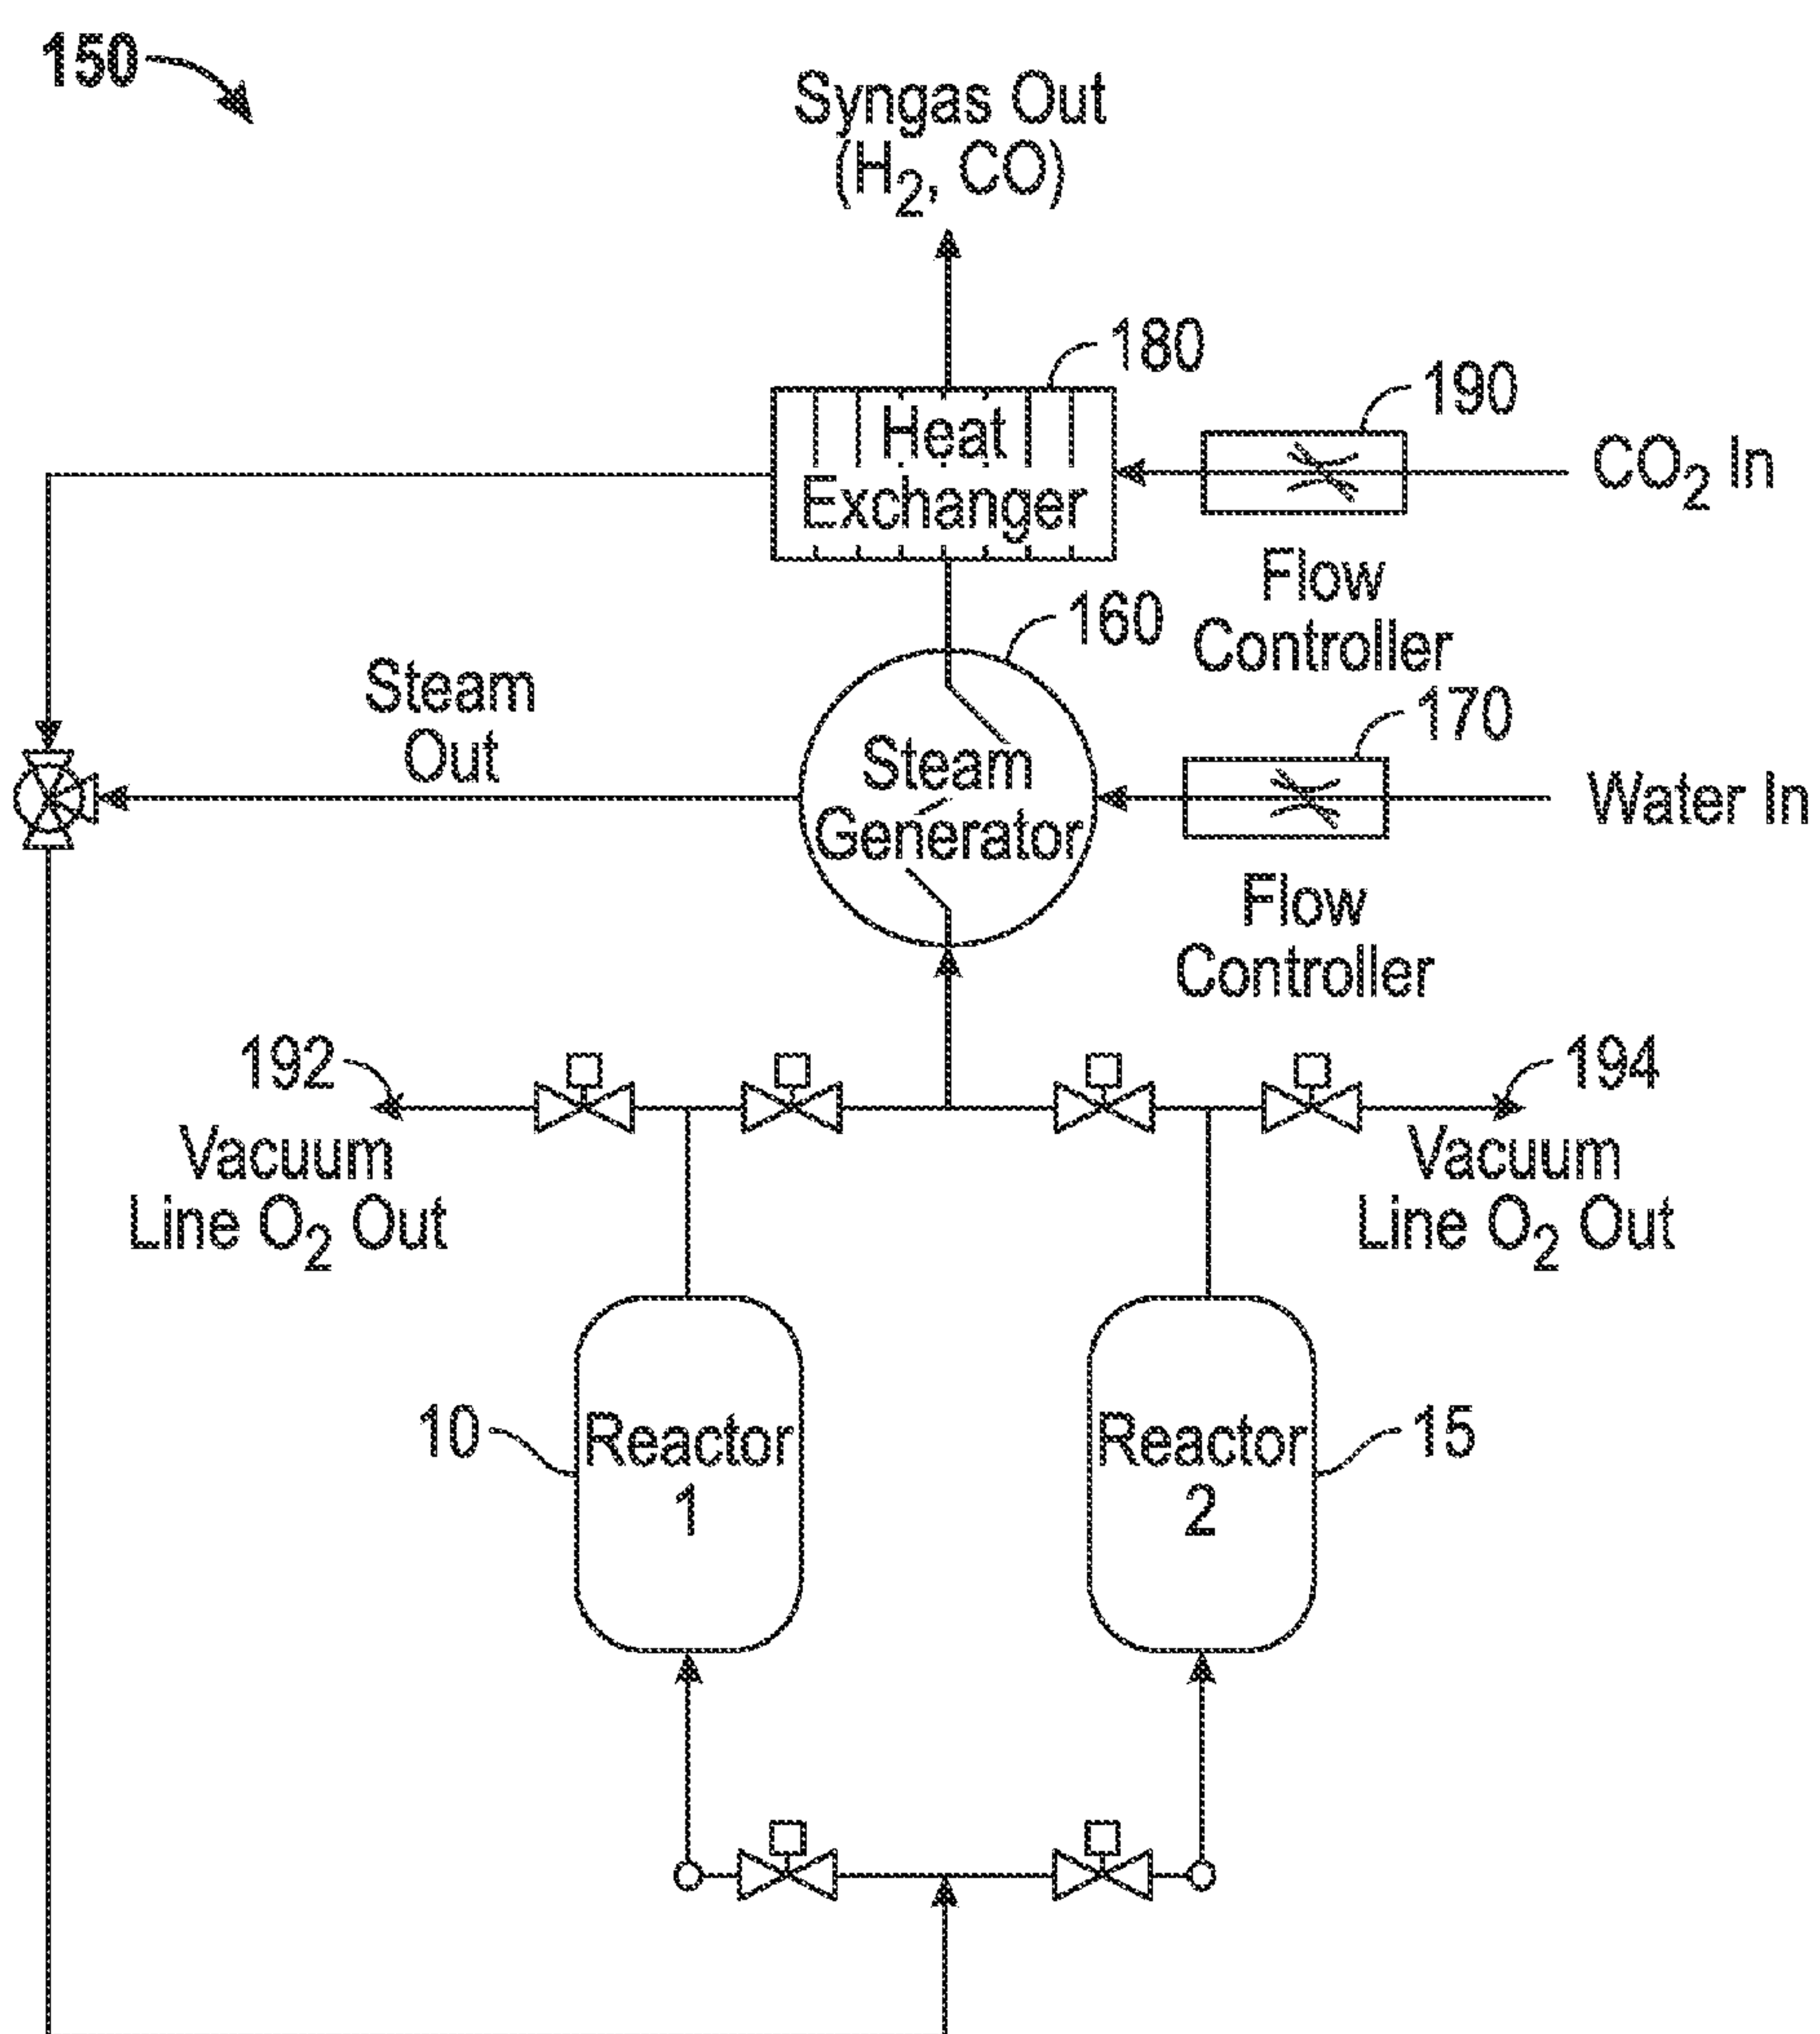 150
Syngas Out
(H2, CO)
180
190
Heat
Exchanger
CO2 In
Flow
Controller
160
Steam
Out
170
Steam
Generator
Water In
Flow
Controller
192
194
Vacuum
Line O2 Out
Vacuum
Line O2 Out
10
Reactor
1
Reactor
2
15